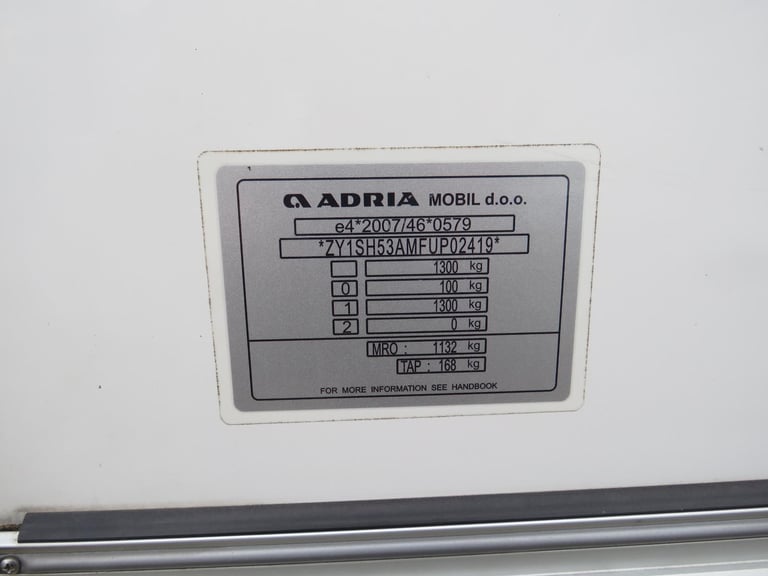 ADRIA MOBIL d.o.o.
e4*2007/46*0579
*ZY1SH53AMFUP02419*
1300 kg
0 100 kg
1 1300 kg
2 0 kg
MRO : 1132 kg
TAP : 168 kg
FOR MORE INFORMATION SEE HANDBOOK